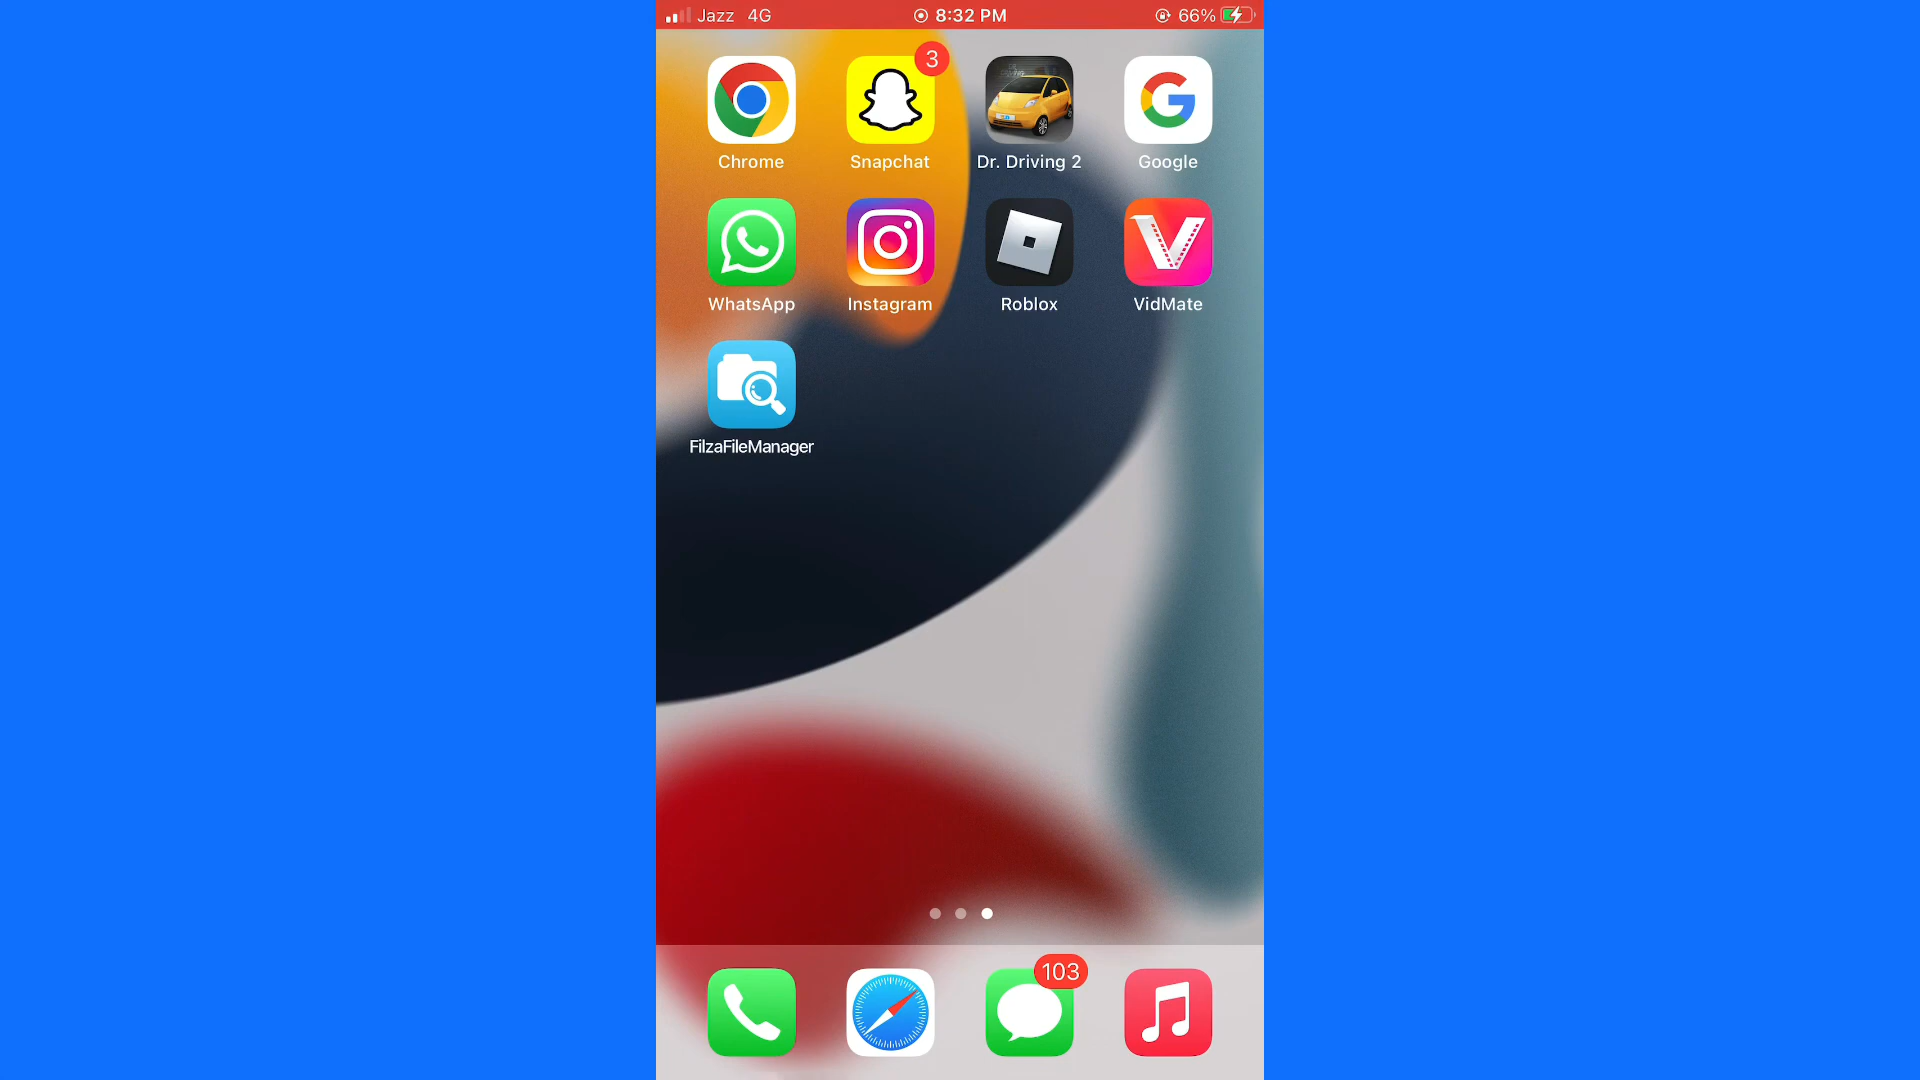 Jazz 4G 8:32 PM 66%
3
Chrome Snapchat Dr. Driving 2 Google
WhatsApp Instagram Roblox VidMate
FilzaFileManager
103